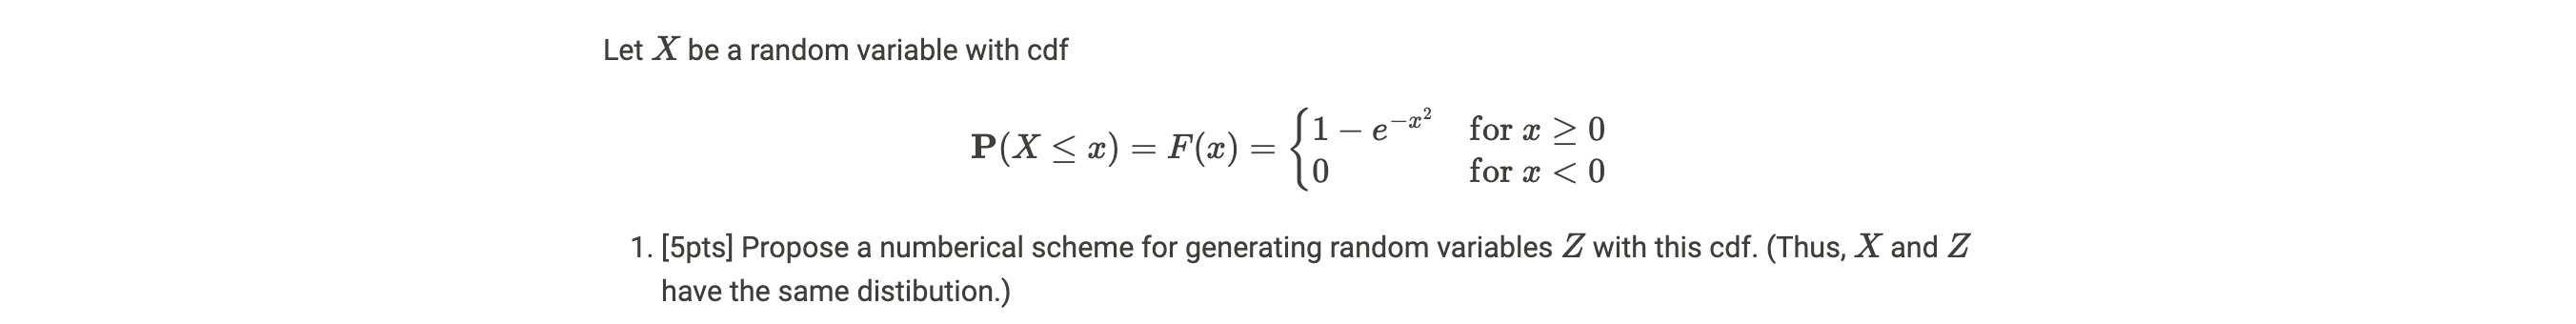 Let X be a random variable with cdf
P(X ≤ x) = F(x) = { 1 − e^{−x^2} for x ≥ 0
0 for x < 0
1. [5pts] Propose a numberical scheme for generating random variables Z with this cdf. (Thus, X and Z
have the same distibution.)